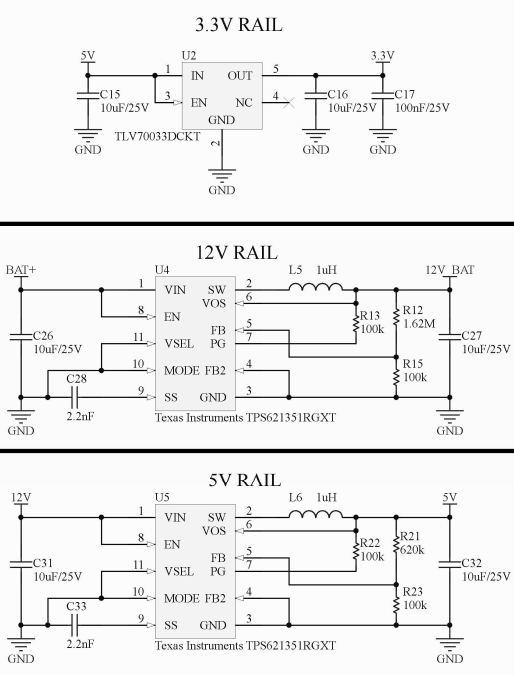 3.3V RAIL
5V
U2
3.3V
1 IN OUT 5
C15
10uF/25V
3 EN NC 4
C16
10uF/25V
C17
100nF/25V
GND
TLV70033DCKT
2
GND
GND
GND
GND
12V RAIL
BAT+
U4
L5 1uH
12V_BAT
1 VIN SW 2
VOS 6
8 EN
R13
100k
R12
1.62M
C26
10uF/25V
FB 5
11 VSEL PG 7
C27
10uF/25V
10 MODE FB2 4
R15
100k
C28
2.2nF
9 SS GND 3
Texas Instruments TPS621351RGXT
GND
GND
5V RAIL
12V
U5
L6 1uH
5V
1 VIN SW 2
VOS 6
8 EN
R22
100k
R21
620k
C31
10uF/25V
FB 5
11 VSEL PG 7
C32
10uF/25V
10 MODE FB2 4
R23
100k
C33
2.2nF
9 SS GND 3
Texas Instruments TPS621351RGXT
GND
GND